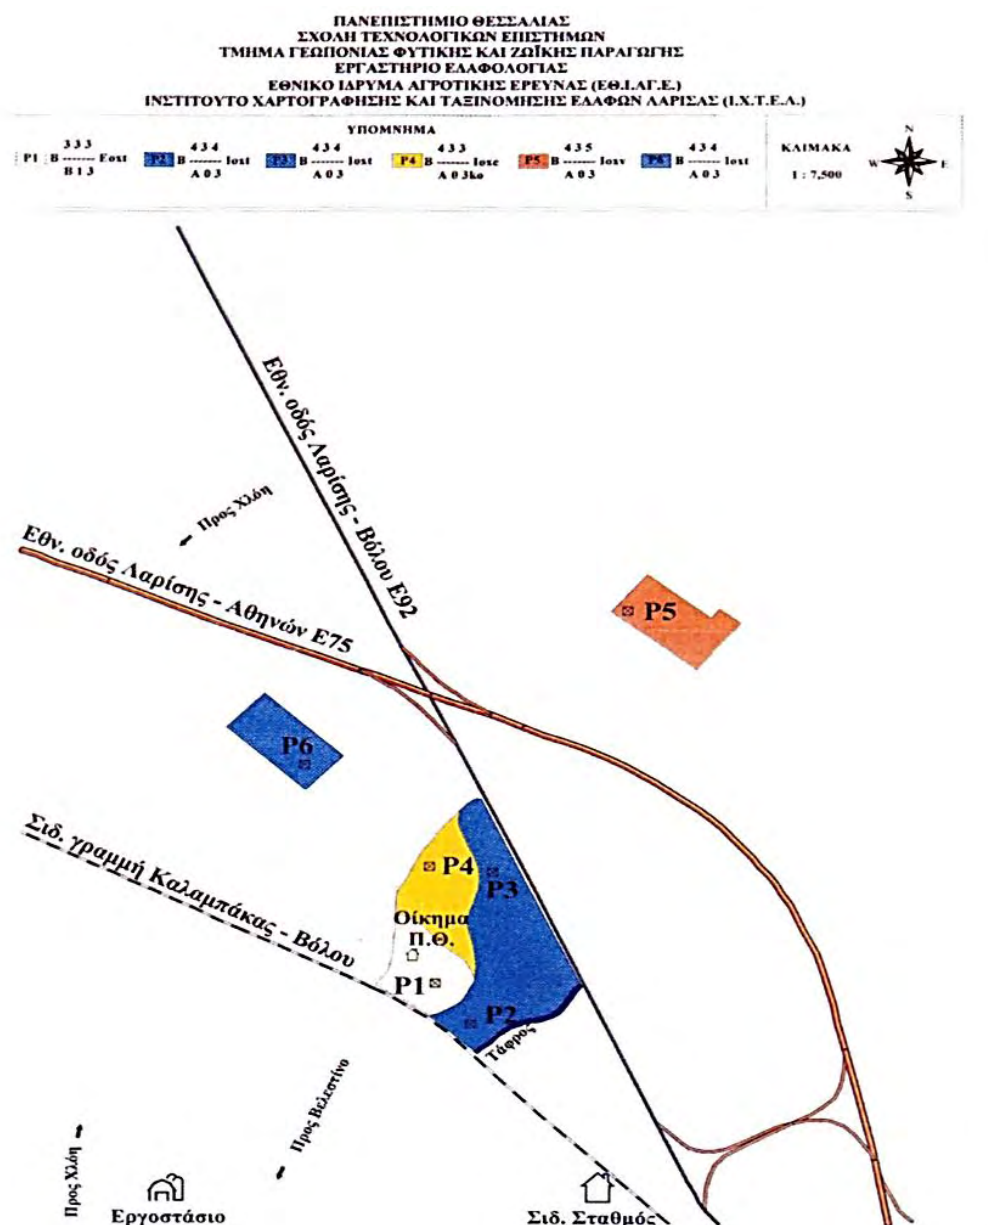 ΠΑΝΕΠΙΣΤΗΜΙΟ ΘΕΣΣΑΛΙΑΣ
ΣΧΟΛΗ ΤΕΧΝΟΛΟΓΙΚΩΝ ΕΠΙΣΤΗΜΩΝ
ΤΜΗΜΑ ΓΕΩΠΟΝΙΑΣ ΦΥΤΙΚΗΣ ΚΑΙ ΖΩΪΚΗΣ ΠΑΡΑΓΩΓΗΣ
ΕΡΓΑΣΤΗΡΙΟ ΕΔΑΦΟΛΟΓΙΑΣ
ΕΘΝΙΚΟ ΙΔΡΥΜΑ ΑΓΡΟΤΙΚΗΣ ΕΡΕΥΝΑΣ (ΕΘ.Ι.ΑΓ.Ε.)
ΙΝΣΤΙΤΟΥΤΟ ΧΑΡΤΟΓΡΑΦΗΣΗΣ ΚΑΙ ΤΑΞΙΝΟΜΗΣΗΣ ΕΔΑΦΩΝ ΛΑΡΙΣΑΣ (Ι.Χ.Τ.Ε.Λ.)
ΥΠΟΜΝΗΜΑ
333 434 434 433 435 434
P1 B ------ Eoxt P2 B ------ Ioxt P3 B ------ Ioxt P4 B ------ Ioxc P5 B ------ Ioxv P6 B ------ Ioxt
B13 A03 A03 A03ko A03 A03
ΚΛΙΜΑΚΑ
1 : 7,500
N
W E
S
Εθν. οδός Λαρίσης - Βόλου E92
Προς Χλόη
Εθν. οδός Λαρίσης - Αθηνών E75
P5
P6
Σιδ. γραμμή Καλαμπάκας - Βόλου
P4
P3
Οίκημα
Π.Θ.
P1
P2
Τάφρος
Προς Βελεστίνο
Προς Χλόη
Εργοστάσιο
Σιδ. Σταθμός